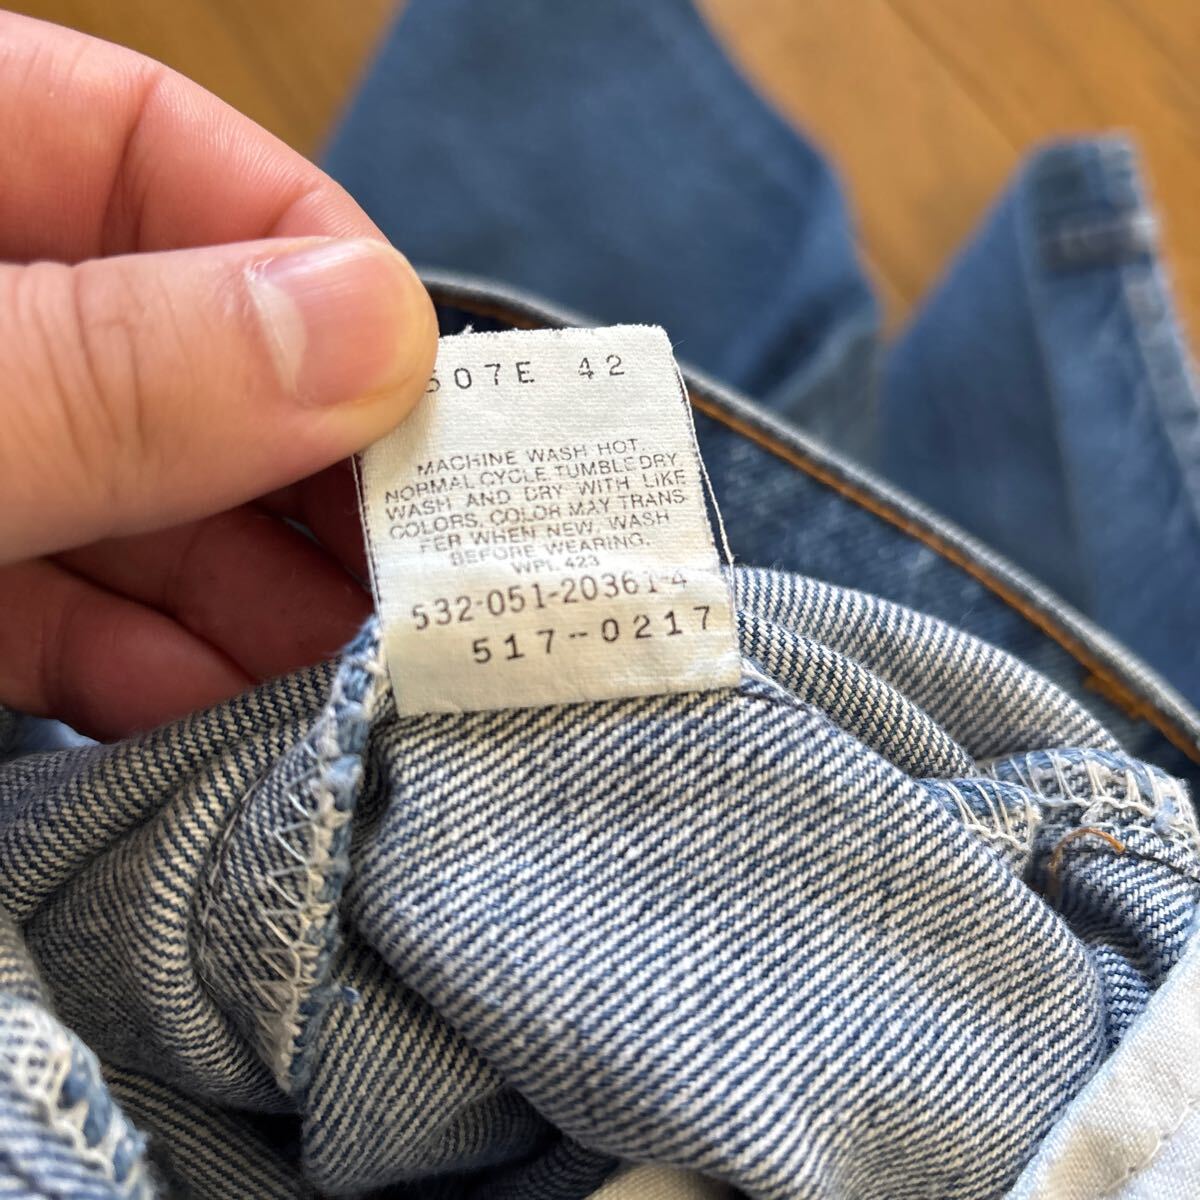 507E 42
MACHINE WASH HOT,
NORMAL CYCLE TUMBLE DRY
WASH AND DRY WITH LIKE
COLORS, COLOR MAY TRANS
FER WHEN NEW, WASH
BEFORE WEARING.
WPL 423
532-051-20361-4
517-0217